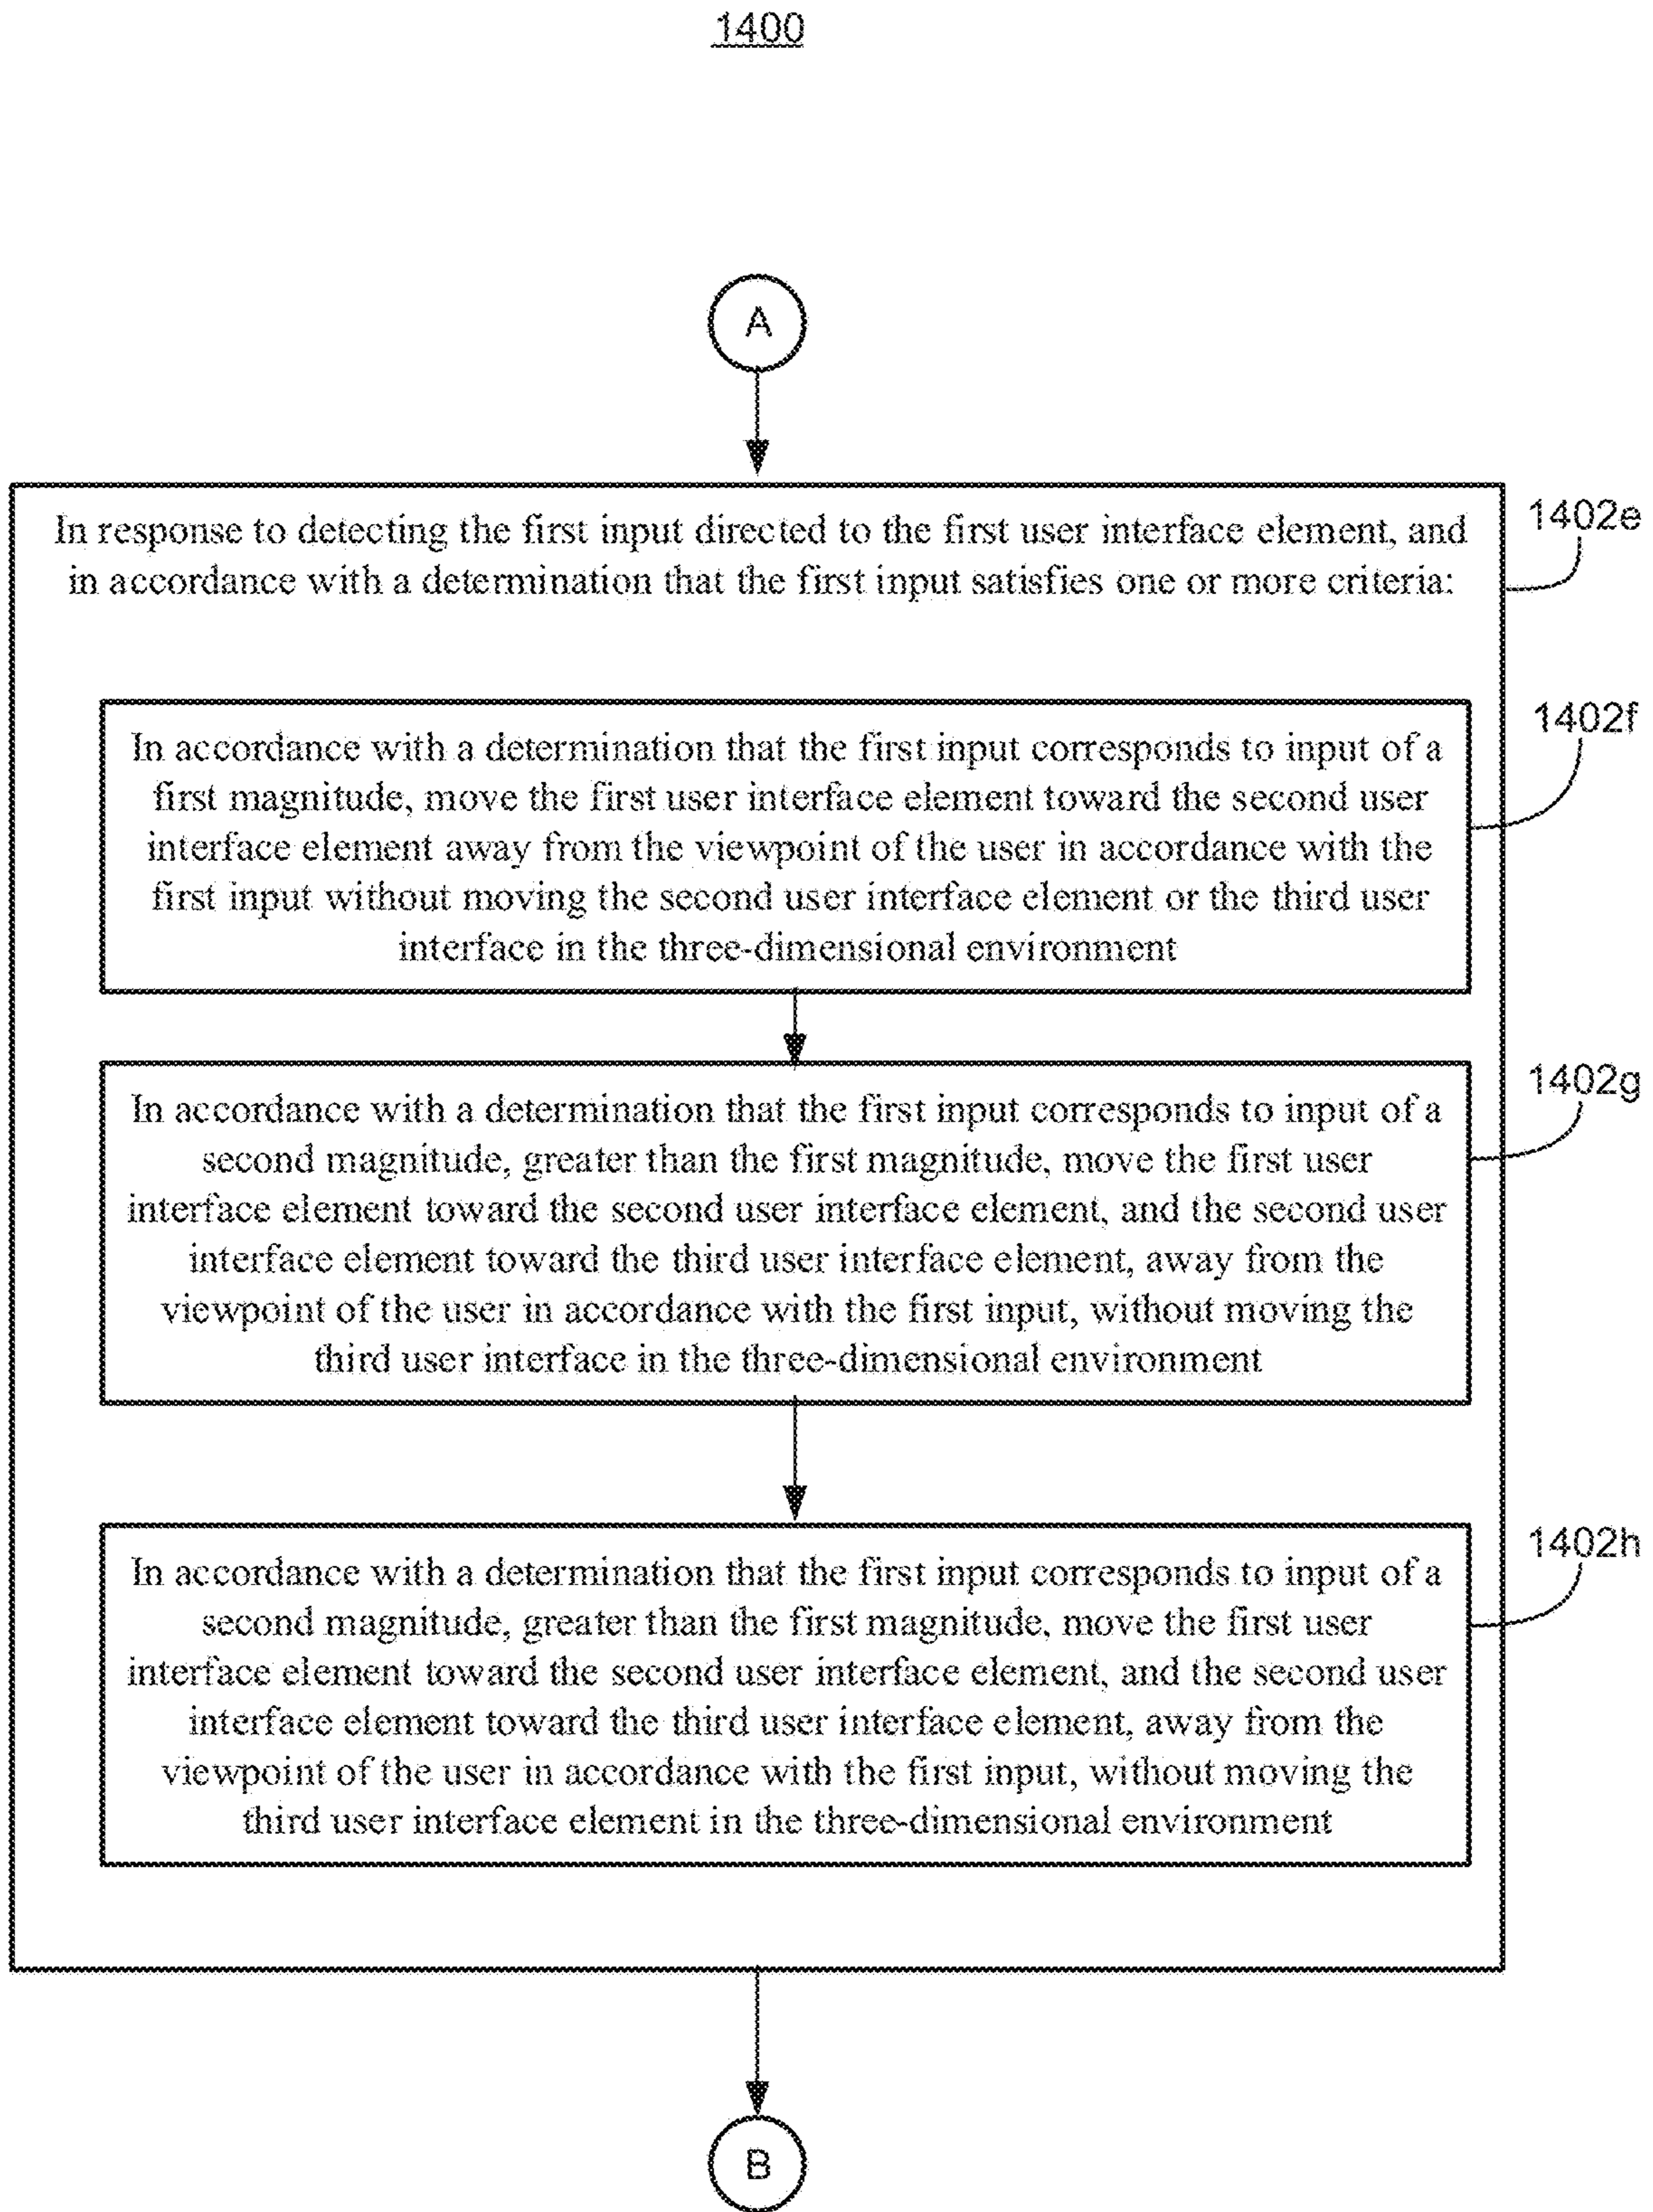 1400
A
In response to detecting the first input directed to the first user interface element, and
in accordance with a determination that the first input satisfies one or more criteria:
1402e
In accordance with a determination that the first input corresponds to input of a
first magnitude, move the first user interface element toward the second user
interface element away from the viewpoint of the user in accordance with the
first input without moving the second user interface element or the third user
interface in the three-dimensional environment
1402f
In accordance with a determination that the first input corresponds to input of a
second magnitude, greater than the first magnitude, move the first user
interface element toward the second user interface element, and the second user
interface element toward the third user interface element, away from the
viewpoint of the user in accordance with the first input, without moving the
third user interface in the three-dimensional environment
1402g
In accordance with a determination that the first input corresponds to input of a
second magnitude, greater than the first magnitude, move the first user
interface element toward the second user interface element, and the second user
interface element toward the third user interface element, away from the
viewpoint of the user in accordance with the first input, without moving the
third user interface element in the three-dimensional environment
1402h
B